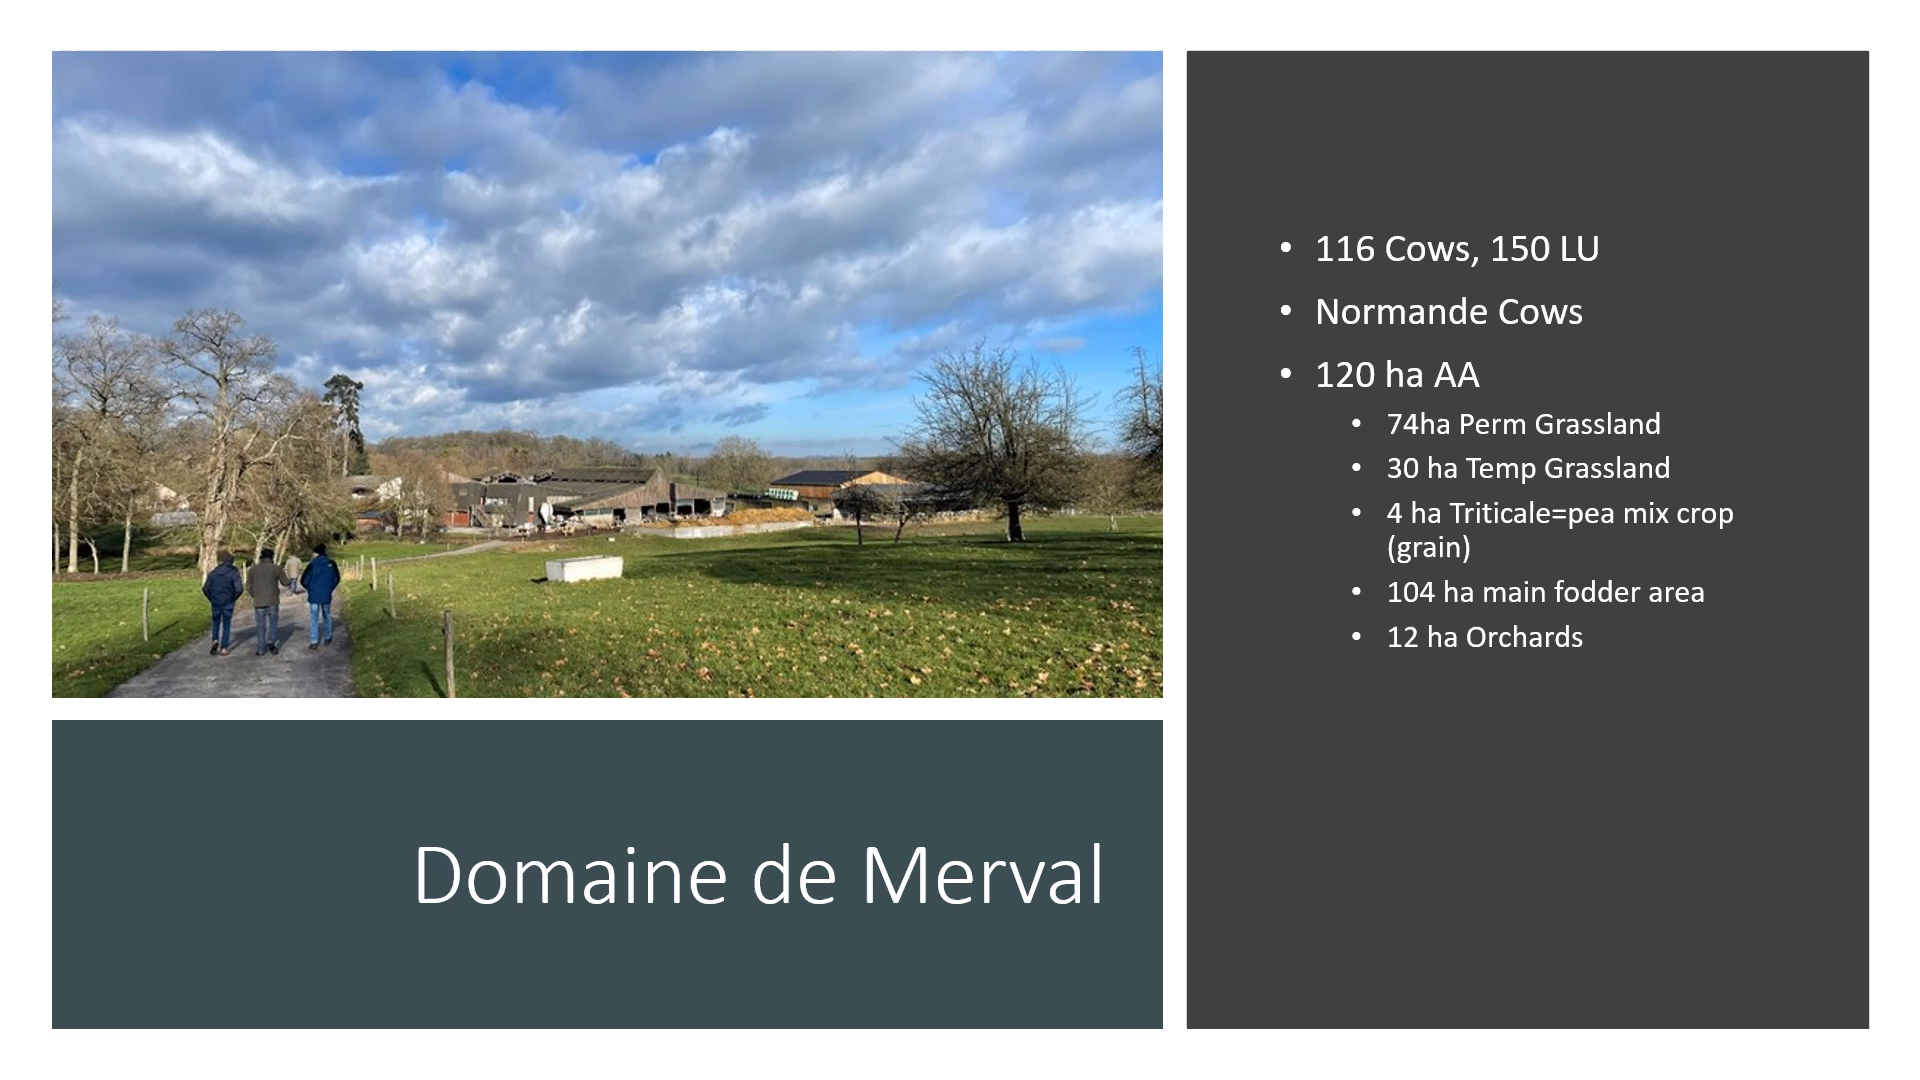 116 Cows, 150 LU
Normande Cows
120 ha AA
74ha Perm Grassland
30 ha Temp Grassland
4 ha Triticale=pea mix crop
(grain)
104 ha main fodder area
12 ha Orchards
Domaine de Merval